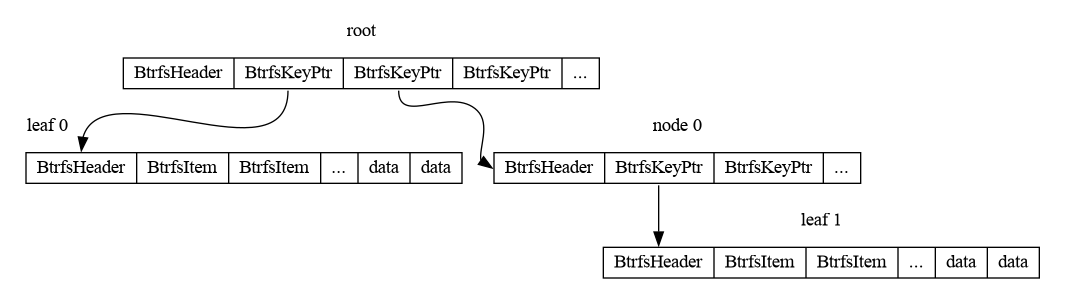 root
BtrfsHeader BtrfsKeyPtr BtrfsKeyPtr BtrfsKeyPtr ...
leaf 0
node 0
BtrfsHeader BtrfsItem BtrfsItem ... data data
BtrfsHeader BtrfsKeyPtr BtrfsKeyPtr ...
leaf 1
BtrfsHeader BtrfsItem BtrfsItem ... data data